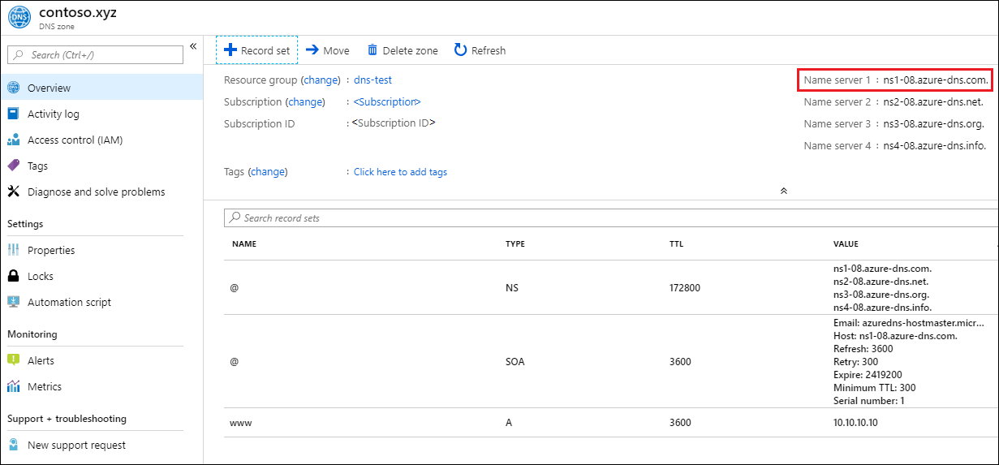 DNS
contoso.xyz
DNS zone
Search (Ctrl+/)
«
Overview
Activity log
Access control (IAM)
Tags
Diagnose and solve problems
Settings
Properties
Locks
Automation script
Monitoring
Alerts
Metrics
Support + troubleshooting
New support request
Record set Move Delete zone Refresh
Resource group (change) : dns-test
Subscription (change) : <Subscription>
Subscription ID : <Subscription ID>
Tags (change) : Click here to add tags
Name server 1 : ns1-08.azure-dns.com.
Name server 2 : ns2-08.azure-dns.net.
Name server 3 : ns3-08.azure-dns.org.
Name server 4 : ns4-08.azure-dns.info.
Search record sets
NAME TYPE TTL VALUE
@ NS 172800
ns1-08.azure-dns.com.
ns2-08.azure-dns.net.
ns3-08.azure-dns.org.
ns4-08.azure-dns.info.
@ SOA 3600
Email: azuredns-hostmaster.micr...
Host: ns1-08.azure-dns.com.
Refresh: 3600
Retry: 300
Expire: 2419200
Minimum TTL: 300
Serial number: 1
www A 3600 10.10.10.10